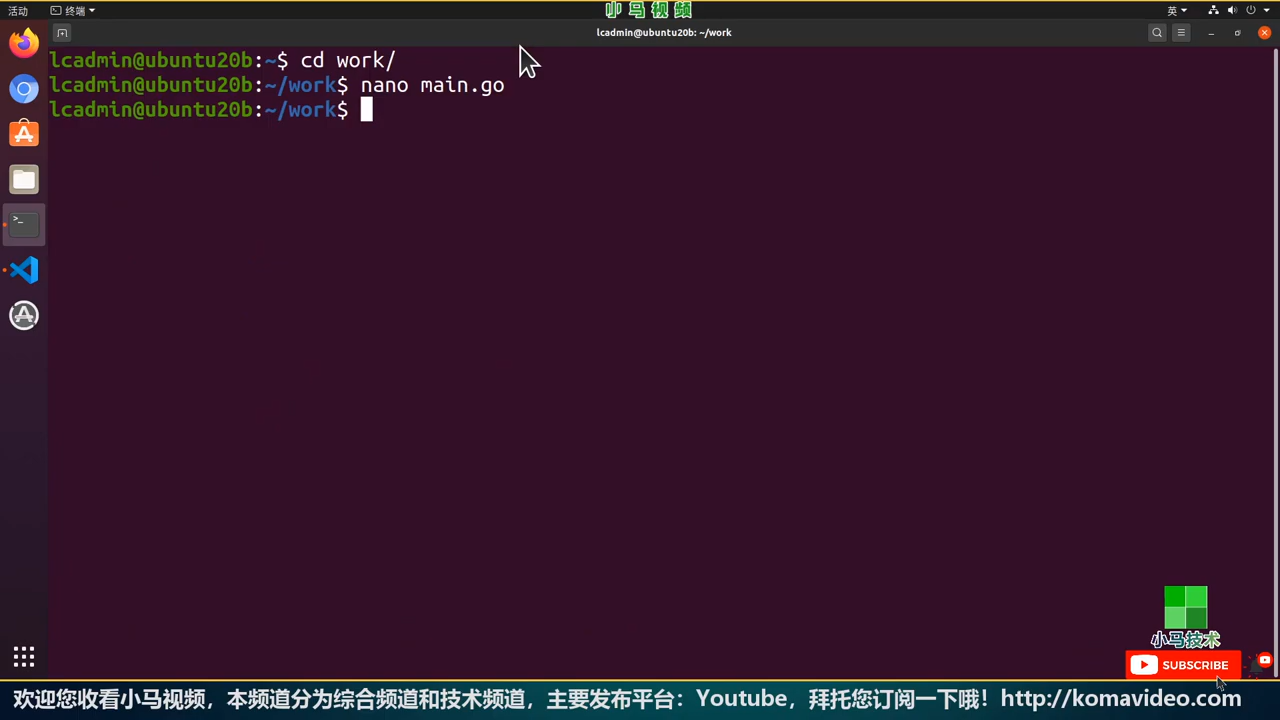 小马视频
活动 终端 英
lcadmin@ubuntu20b: ~/work
lcadmin@ubuntu20b:~$ cd work/
lcadmin@ubuntu20b:~/work$ nano main.go
lcadmin@ubuntu20b:~/work$
小马技术
SUBSCRIBE
欢迎您收看小马视频，本频道分为综合频道和技术频道，主要发布平台：Youtube，拜托您订阅一下哦！http://komavideo.com